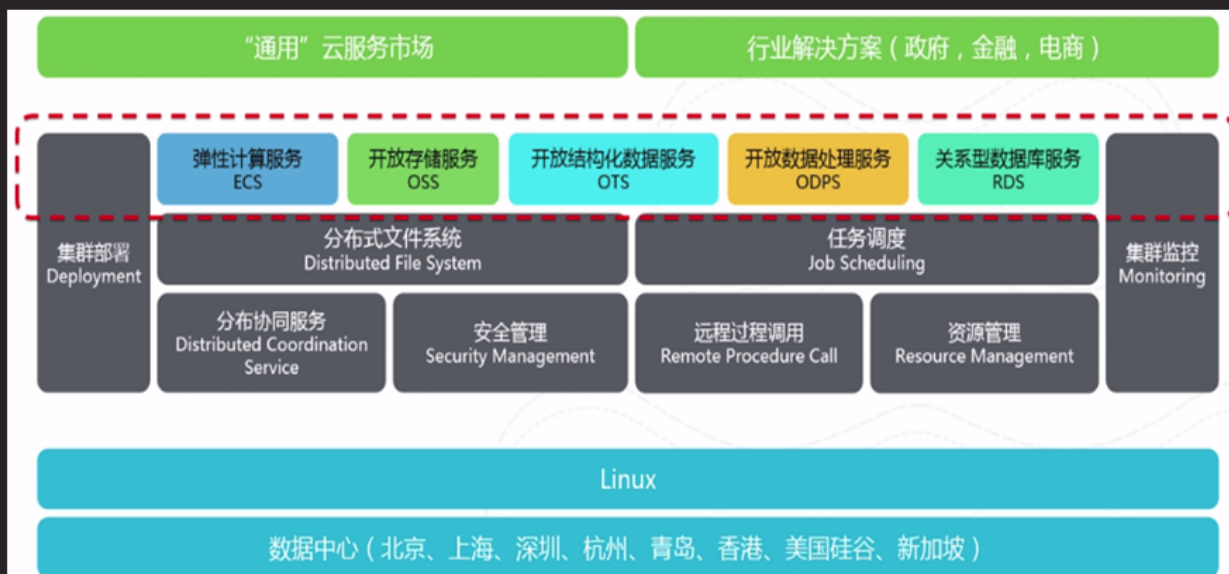 “通用”云服务市场
行业解决方案（政府，金融，电商）
弹性计算服务
ECS
开放存储服务
OSS
开放结构化数据服务
OTS
开放数据处理服务
ODPS
关系型数据库服务
RDS
集群部署
Deployment
分布式文件系统
Distributed File System
任务调度
Job Scheduling
集群监控
Monitoring
分布协同服务
Distributed Coordination
Service
安全管理
Security Management
远程过程调用
Remote Procedure Call
资源管理
Resource Management
Linux
数据中心（北京、上海、深圳、杭州、青岛、香港、美国硅谷、新加坡）